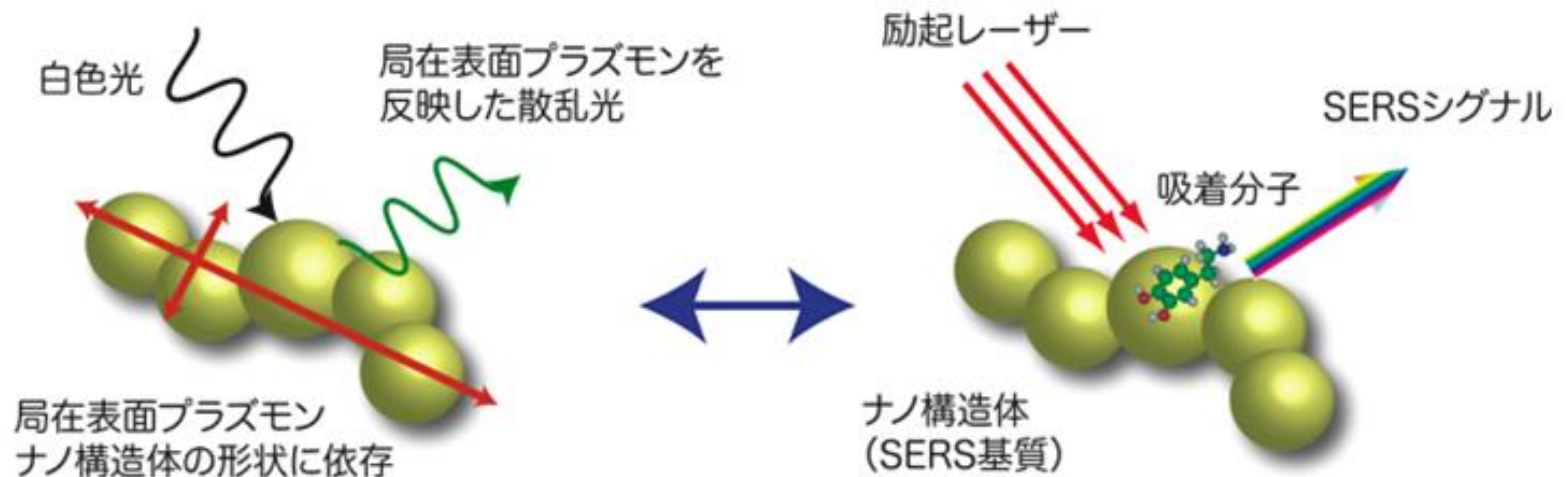 白色光
局在表面プラズモンを
反映した散乱光
局在表面プラズモン
ナノ構造体の形状に依存
励起レーザー
SERSシグナル
吸着分子
ナノ構造体
（SERS基質）